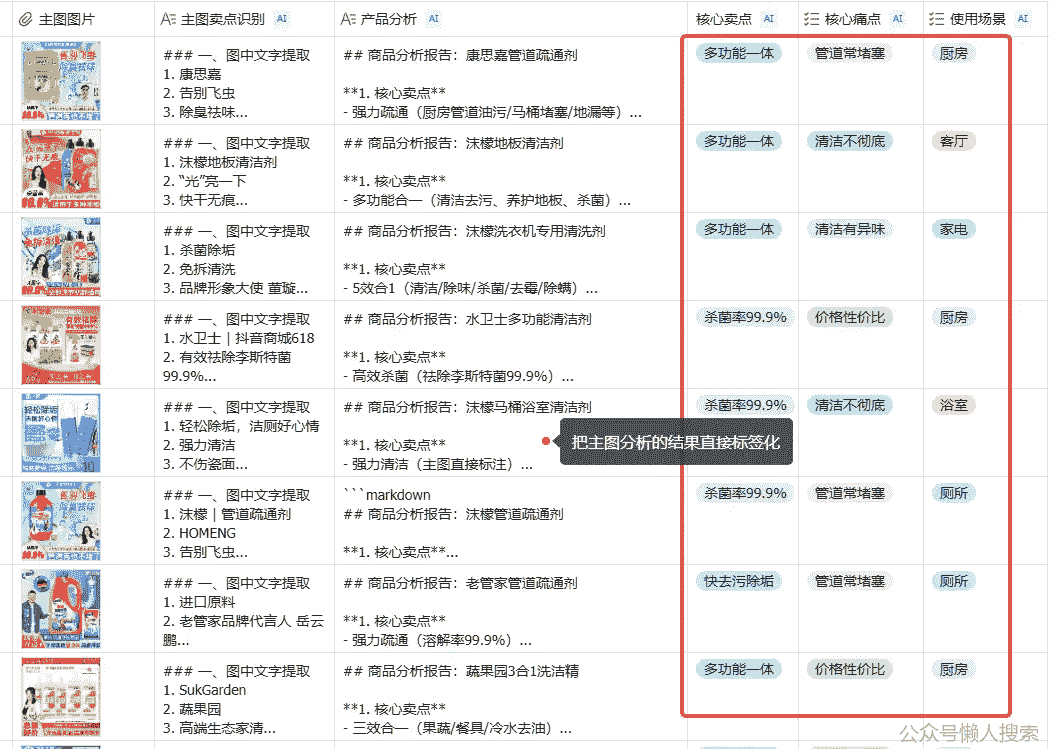 主图图片 主图卖点识别 AI 产品分析 AI 核心卖点 AI 核心痛点 AI 使用场景 AI
### 一、图中文字提取
1. 康思嘉
2. 告别飞虫
3. 除臭祛味...
## 商品分析报告：康思嘉管道疏通剂
**1. 核心卖点**
- 强力疏通（厨房管道油污/马桶堵塞/地漏等）...
多功能一体 管道常堵塞 厨房
### 一、图中文字提取
1. 沫檬地板清洁剂
2. “光”亮一下
3. 快干无痕...
## 商品分析报告：沫檬地板清洁剂
**1. 核心卖点**
- 多功能合一（清洁去污、养护地板、杀菌）...
多功能一体 清洁不彻底 客厅
### 一、图中文字提取
1. 杀菌除垢
2. 免拆清洗
3. 品牌形象大使 董璇...
## 商品分析报告：沫檬洗衣机专用清洗剂
**1. 核心卖点**
- 5效合1（清洁/除味/杀菌/去霉/除螨）...
多功能一体 清洁有异味 家电
### 一、图中文字提取
1. 水卫士 | 抖音商城618
2. 有效祛除李斯特菌
99.9%...
## 商品分析报告：水卫士多功能清洁剂
**1. 核心卖点**
- 高效杀菌（祛除李斯特菌99.9%）...
杀菌率99.9% 价格性价比 厨房
### 一、图中文字提取
1. 轻松除垢，洁厕好心情
2. 强力清洁
3. 不伤瓷面...
## 商品分析报告：沫檬马桶浴室清洁剂
**1. 核心卖点**
- 强力清洁（主图直接标注）...
杀菌率99.9% 清洁不彻底 浴室
把主图分析的结果直接标签化
### 一、图中文字提取
1. 沫檬 | 管道疏通剂
2. HOMENG
3. 告别飞虫...
```markdown
## 商品分析报告：沫檬管道疏通剂
**1. 核心卖点**...
杀菌率99.9% 管道常堵塞 厕所
### 一、图中文字提取
1. 进口原料
2. 老管家品牌代言人 岳云
鹏...
## 商品分析报告：老管家管道疏通剂
**1. 核心卖点**
- 强力疏通（溶解率99.9%）...
快去污除垢 管道常堵塞 厕所
### 一、图中文字提取
1. SukGarden
2. 蔬果园
3. 高端生态家清...
## 商品分析报告：蔬果园3合1洗洁精
**1. 核心卖点**
- 三效合一（果蔬/餐具/冷水去油）...
多功能一体 价格性价比 厨房
公众号懒人搜索